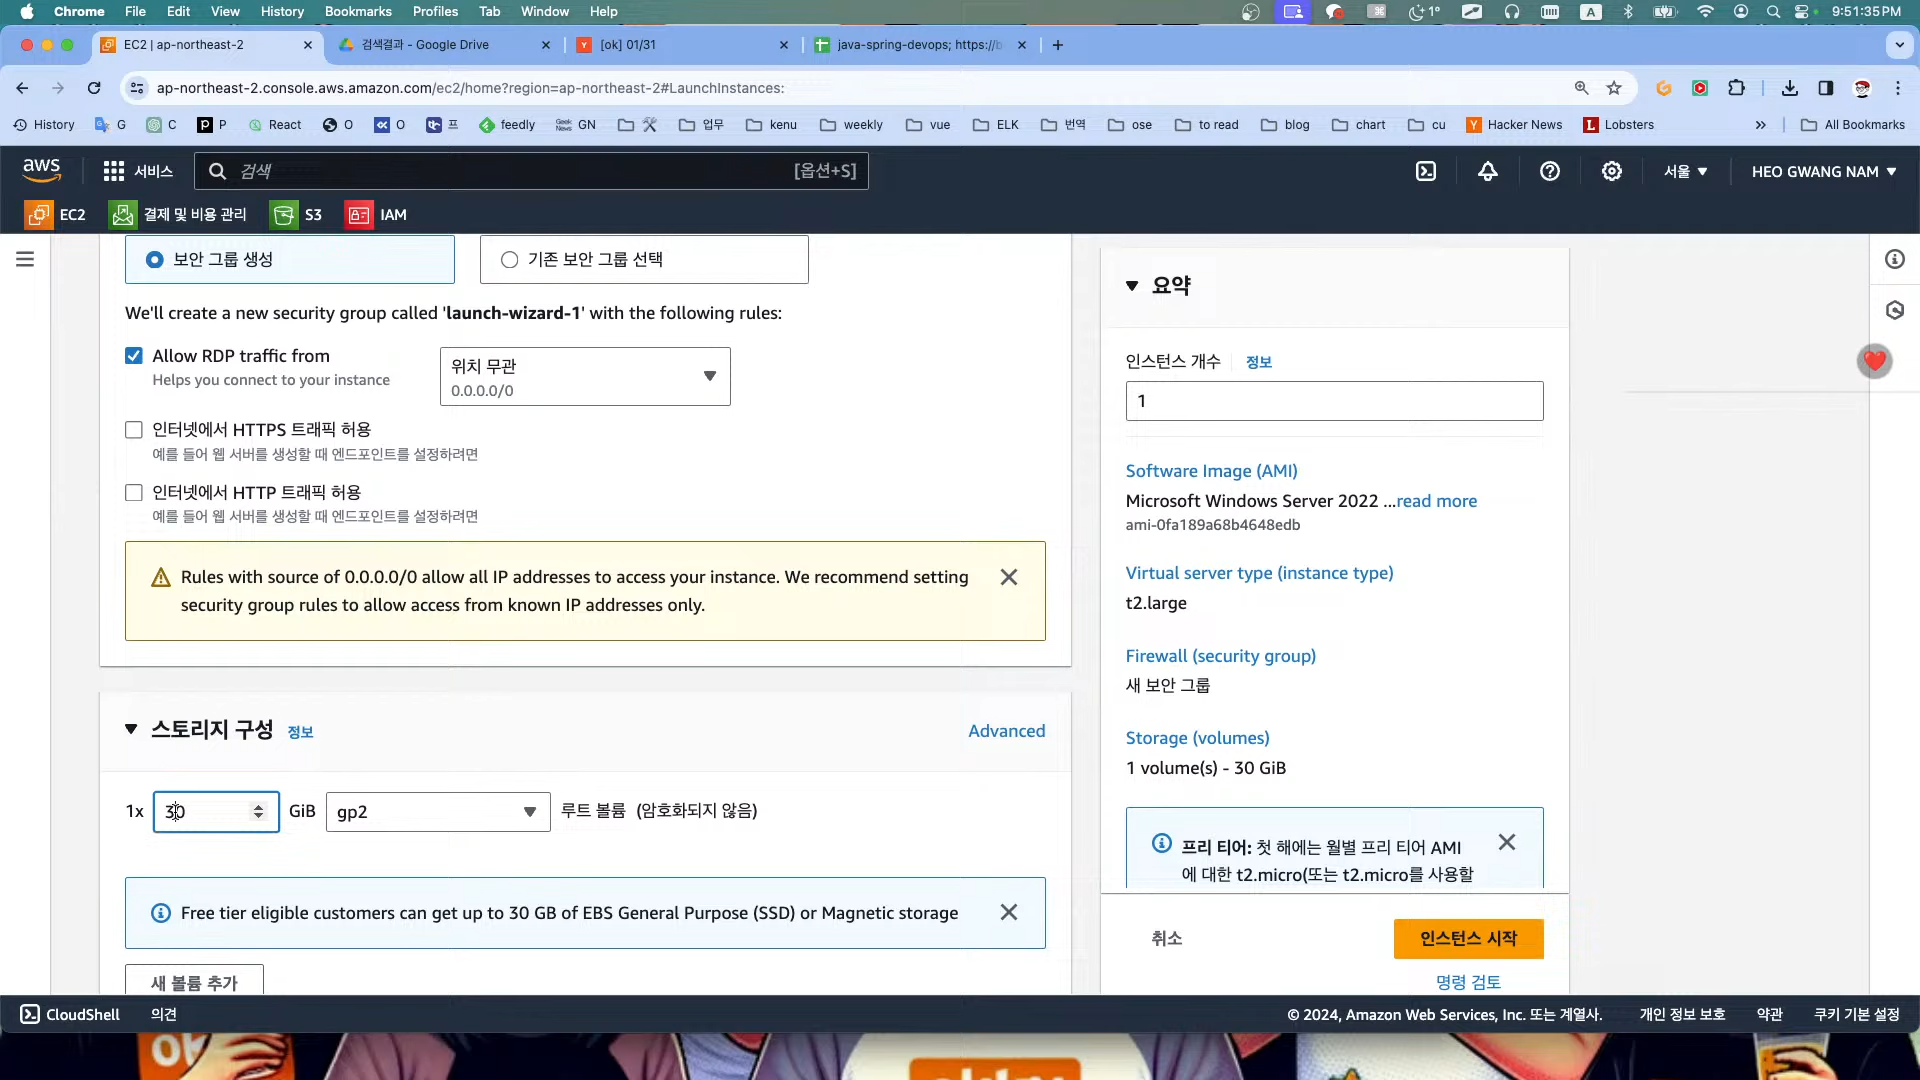 Chrome File Edit View History Bookmarks Profiles Tab Window Help 1° A 9:51:35PM
EC2 | ap-northeast-2 검색결과 - Google Drive [ok] 01/31 java-spring-devops; https://b
ap-northeast-2.console.aws.amazon.com/ec2/home?region=ap-northeast-2#LaunchInstances:
History G C P React O O 프 feedly GN 업무 kenu weekly vue ELK 번역 ose to read blog chart cu Hacker News Lobsters » All Bookmarks
aws 서비스 검색 [옵션+S] 서울 HEO GWANG NAM
EC2 결제 및 비용 관리 S3 IAM
보안 그룹 생성 기존 보안 그룹 선택
We'll create a new security group called 'launch-wizard-1' with the following rules:
Allow RDP traffic from
Helps you connect to your instance
위치 무관
0.0.0.0/0
인터넷에서 HTTPS 트래픽 허용
예를 들어 웹 서버를 생성할 때 엔드포인트를 설정하려면
인터넷에서 HTTP 트래픽 허용
예를 들어 웹 서버를 생성할 때 엔드포인트를 설정하려면
Rules with source of 0.0.0.0/0 allow all IP addresses to access your instance. We recommend setting
security group rules to allow access from known IP addresses only.
스토리지 구성 정보 Advanced
1x 30 GiB gp2 루트 볼륨 (암호화되지 않음)
Free tier eligible customers can get up to 30 GB of EBS General Purpose (SSD) or Magnetic storage
새 볼륨 추가
요약
인스턴스 개수 정보
1
Software Image (AMI)
Microsoft Windows Server 2022 ...read more
ami-0fa189a68b4648edb
Virtual server type (instance type)
t2.large
Firewall (security group)
새 보안 그룹
Storage (volumes)
1 volume(s) - 30 GiB
프리 티어: 첫 해에는 월별 프리 티어 AMI
에 대한 t2.micro(또는 t2.micro를 사용할
취소 인스턴스 시작
명령 검토
CloudShell 의견 © 2024, Amazon Web Services, Inc. 또는 계열사. 개인 정보 보호 약관 쿠키 기본 설정